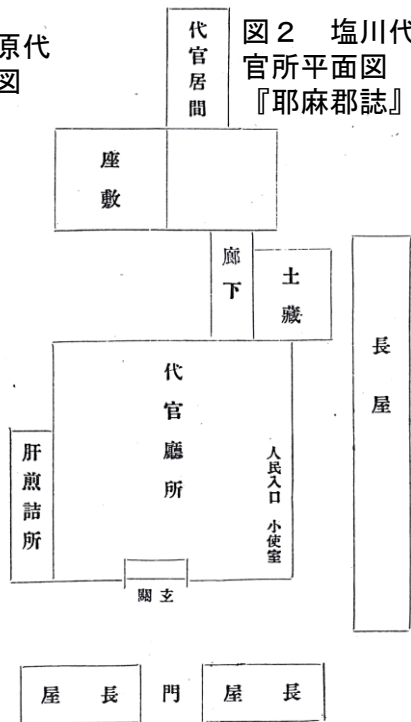 原代
図
図2 塩川代
官所平面図
『耶麻郡誌』
代官居間
座敷
廊下
土藏
長屋
代官廳所
人民入口 小使室
肝煎詰所
關玄
屋長 門 屋長